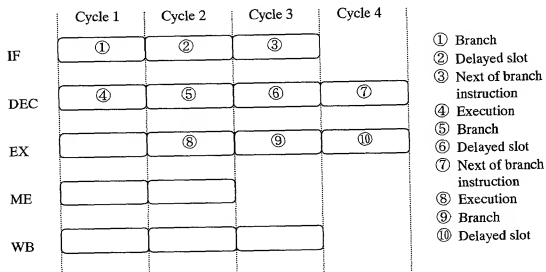 Cycle 1 Cycle 2 Cycle 3 Cycle 4
IF ① ② ③
DEC ④ ⑤ ⑥ ⑦
EX ⑧ ⑨ ⑩
ME
WB
① Branch
② Delayed slot
③ Next of branch
instruction
④ Execution
⑤ Branch
⑥ Delayed slot
⑦ Next of branch
instruction
⑧ Execution
⑨ Branch
⑩ Delayed slot